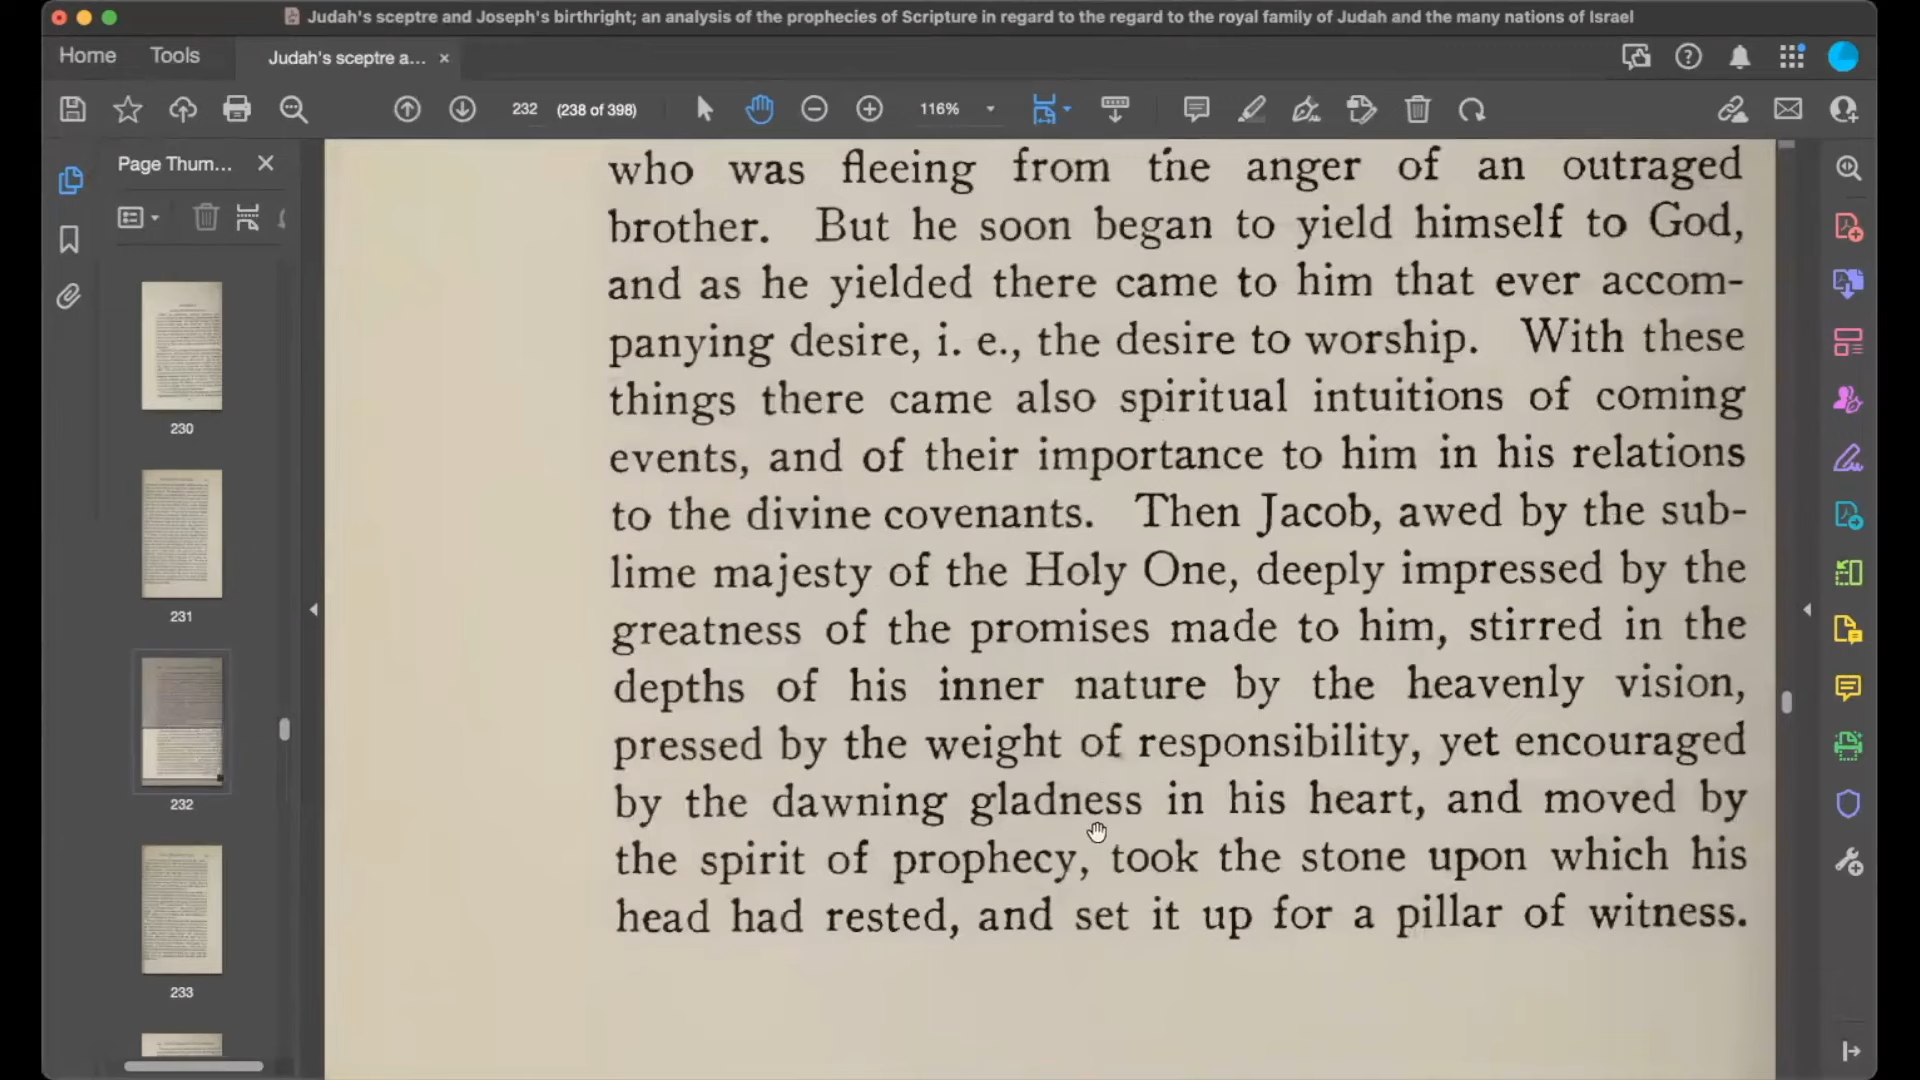 Judah's sceptre and Joseph's birthright; an analysis of the prophecies of Scripture in regard to the regard to the royal family of Judah and the many nations of Israel
Home Tools Judah's sceptre a... ×
232 (238 of 398) 116%
Page Thum...
230
231
232
233
who was fleeing from the anger of an outraged
brother. But he soon began to yield himself to God,
and as he yielded there came to him that ever accom-
panying desire, i. e., the desire to worship. With these
things there came also spiritual intuitions of coming
events, and of their importance to him in his relations
to the divine covenants. Then Jacob, awed by the sub-
lime majesty of the Holy One, deeply impressed by the
greatness of the promises made to him, stirred in the
depths of his inner nature by the heavenly vision,
pressed by the weight of responsibility, yet encouraged
by the dawning gladness in his heart, and moved by
the spirit of prophecy, took the stone upon which his
head had rested, and set it up for a pillar of witness.